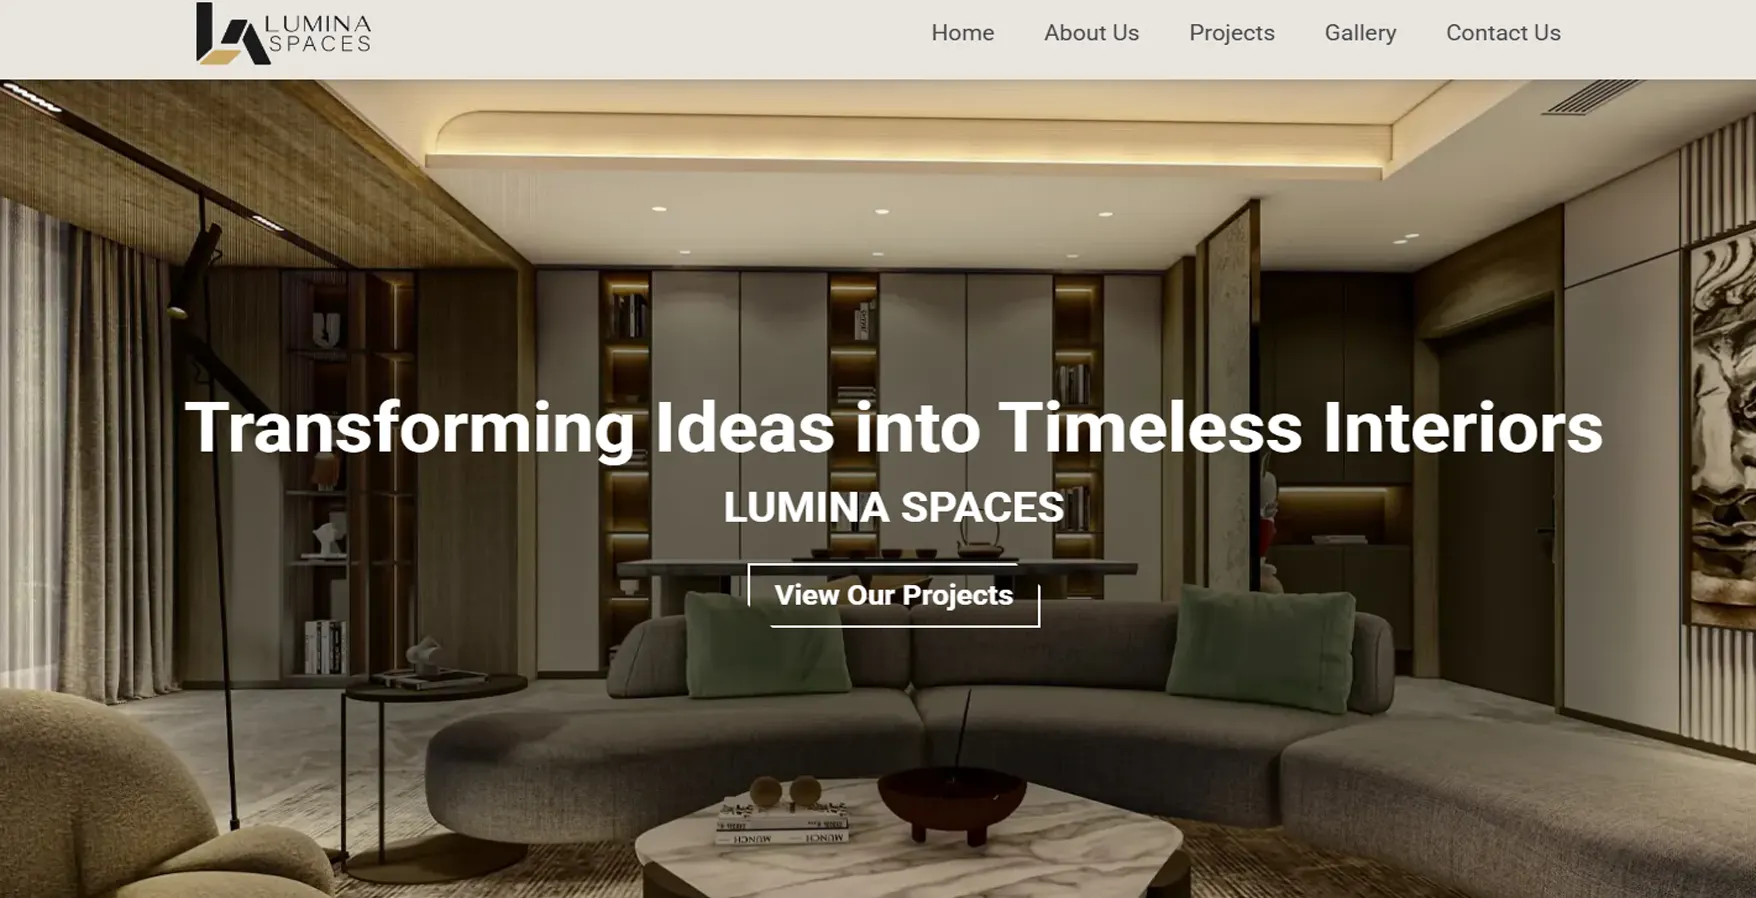 LUMINA
SPACES
Home
About Us
Projects
Gallery
Contact Us
Transforming Ideas into Timeless Interiors
LUMINA SPACES
View Our Projects
MUNCH
MUNCH